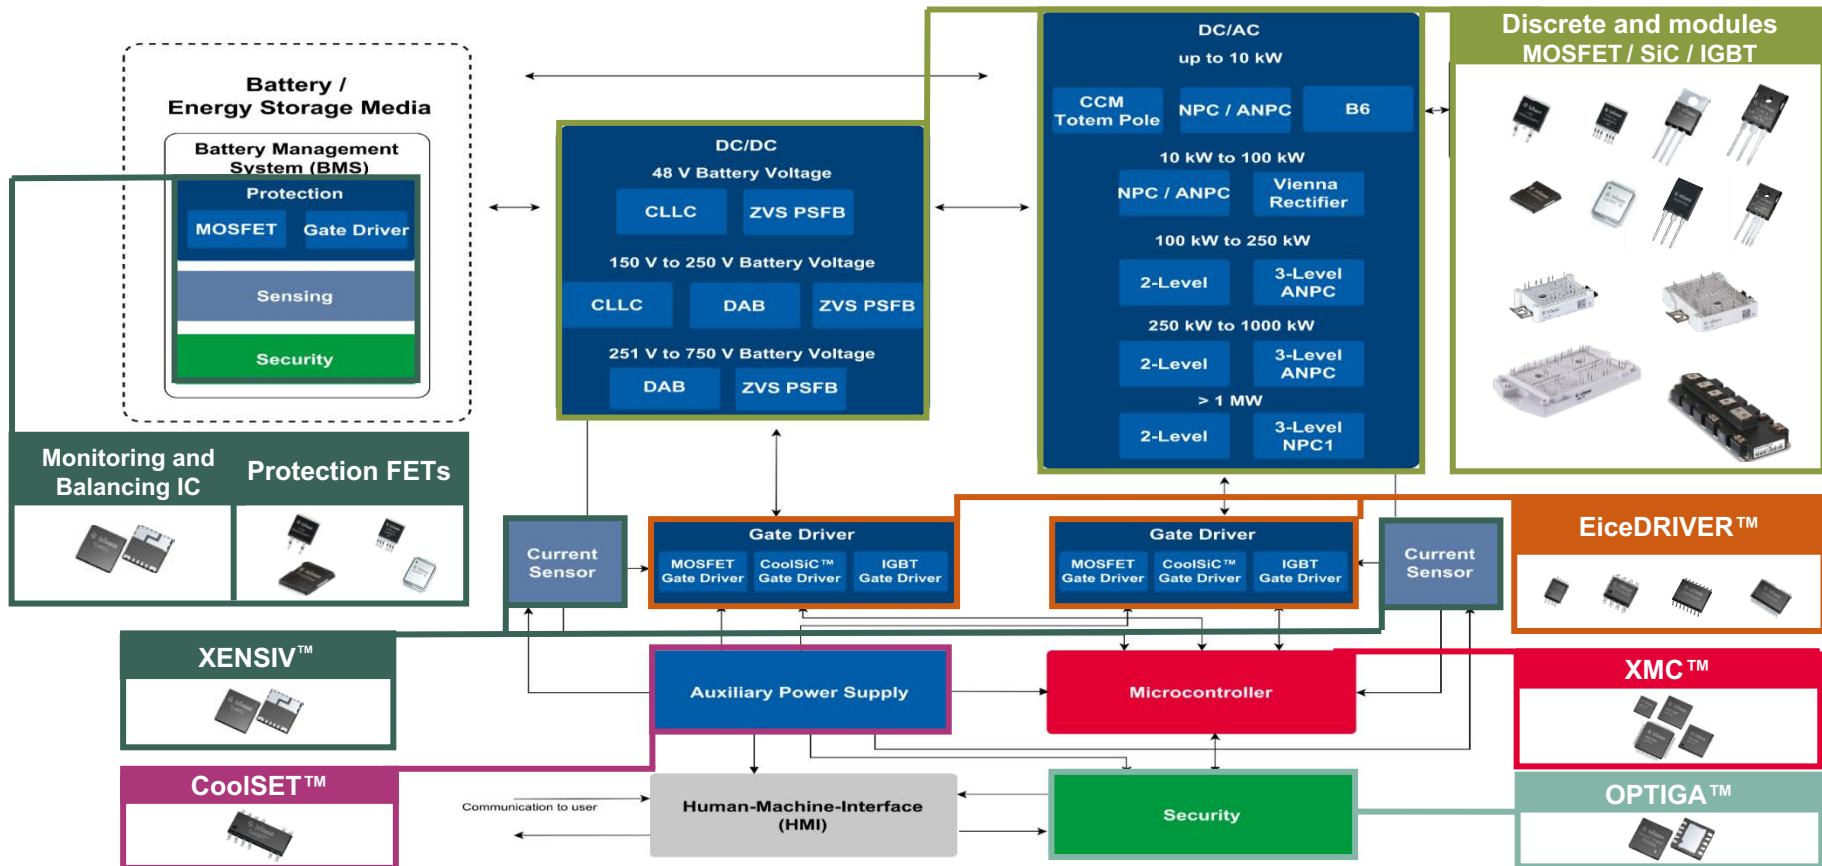 Battery /
Energy Storage Media
Battery Management
System (BMS)
Protection
MOSFET
Gate Driver
Sensing
Security
Monitoring and
Balancing IC
Protection FETs
DC/DC
48 V Battery Voltage
CLLC
ZVS PSFB
150 V to 250 V Battery Voltage
CLLC
DAB
ZVS PSFB
251 V to 750 V Battery Voltage
DAB
ZVS PSFB
DC/AC
up to 10 kW
CCM
Totem Pole
NPC / ANPC
B6
10 kW to 100 kW
NPC / ANPC
Vienna
Rectifier
100 kW to 250 kW
2-Level
3-Level
ANPC
250 kW to 1000 kW
2-Level
3-Level
ANPC
> 1 MW
2-Level
3-Level
NPC1
Discrete and modules
MOSFET / SiC / IGBT
Current
Sensor
Gate Driver
MOSFET
Gate Driver
CoolSiC™
Gate Driver
IGBT
Gate Driver
Gate Driver
MOSFET
Gate Driver
CoolSiC™
Gate Driver
IGBT
Gate Driver
Current
Sensor
EiceDRIVER™
XENSIV™
Auxiliary Power Supply
Microcontroller
XMC™
CoolSET™
Communication to user
Human-Machine-Interface
(HMI)
Security
OPTIGA™